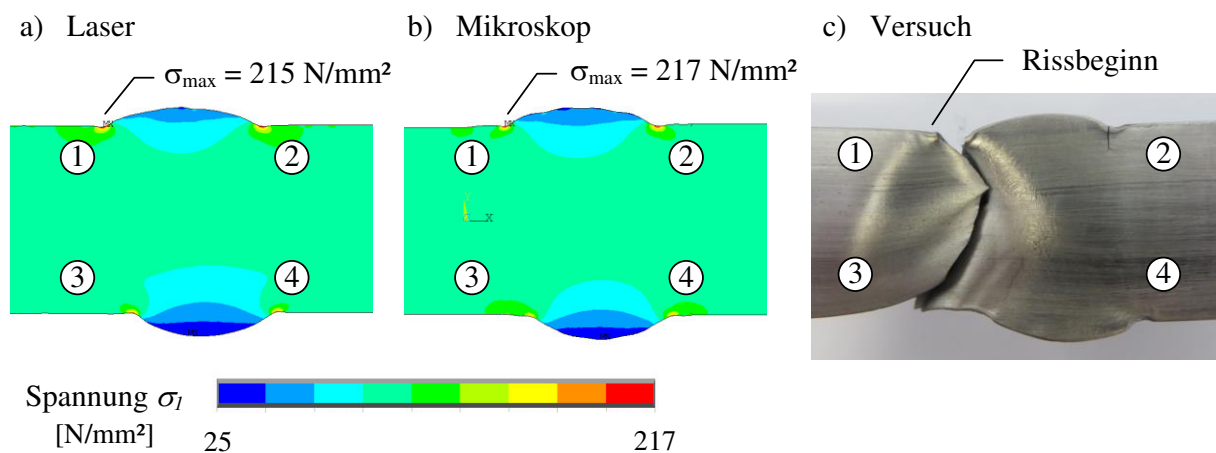 a) Laser
b) Mikroskop
c) Versuch
σmax = 215 N/mm²
σmax = 217 N/mm²
Rissbeginn
1
2
1
2
1
2
Y
X
3
4
3
4
3
4
Spannung σ1
[N/mm²]
25
217